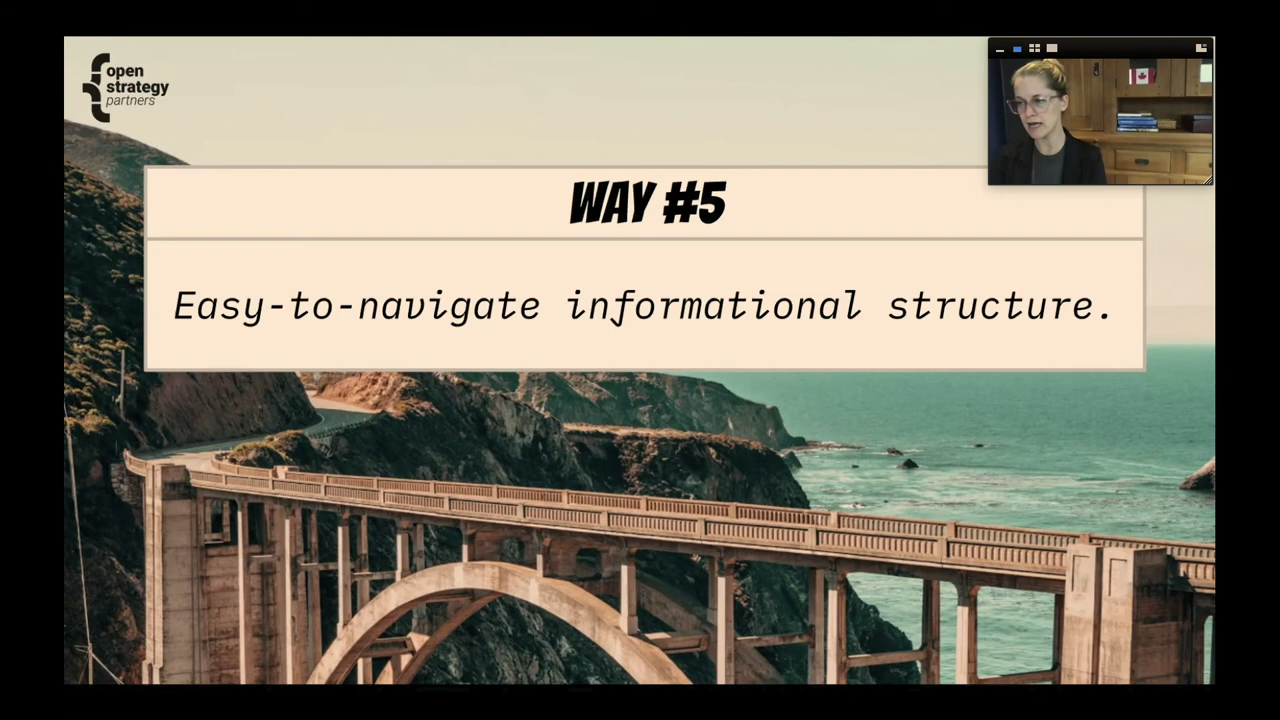 open
strategy
partners
WAY #5
Easy-to-navigate informational structure.